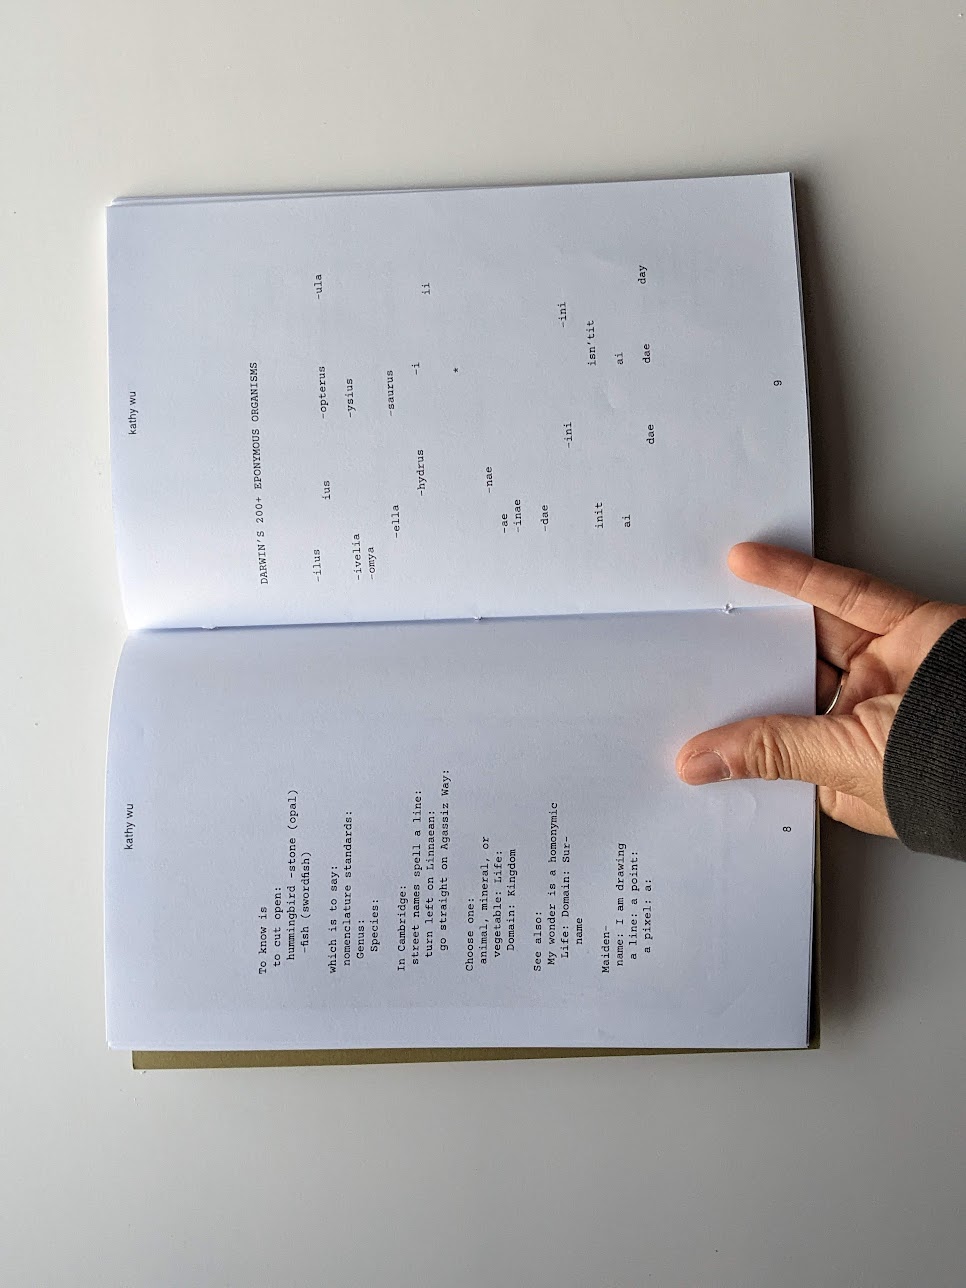 kathy wu
To know is
to cut open:
hummingbird -stone (opal)
-fish (swordfish)
which is to say:
nomenclature standards:
Genus:
Species:
In Cambridge:
street names spell a line:
turn left on Linnaean:
go straight on Agassiz Way:
Choose one:
animal, mineral, or
vegetable: Life:
Domain: Kingdom
See also:
My wonder is a homonymic
Life: Domain: Sur-
name
Maiden-
name: I am drawing
a line: a point:
a pixel: a:
8
kathy wu
DARWIN'S 200+ EPONYMOUS ORGANISMS
-ilus ius -opterus -ula
-ivelia -ysius
-omya
-ella -saurus
-hydrus -i ii
*
-nae
-ae
-inae
-dae
-ini -ini
init isn'tit
ai ai
dae dae day
9